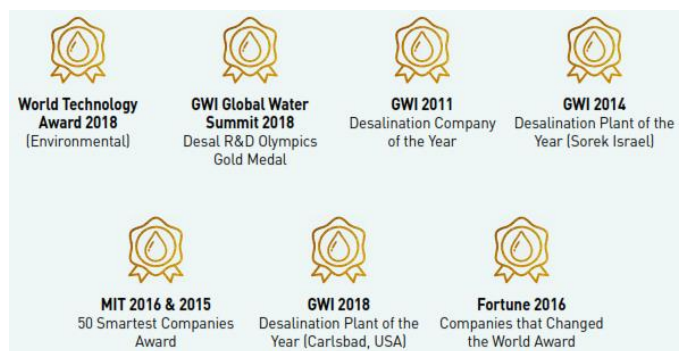 World Technology
Award 2018
(Environmental)
GWI Global Water
Summit 2018
Desal R&D Olympics
Gold Medal
GWI 2011
Desalination Company
of the Year
GWI 2014
Desalination Plant of the
Year (Sorek Israel)
MIT 2016 & 2015
50 Smartest Companies
Award
GWI 2018
Desalination Plant of the
Year (Carlsbad, USA)
Fortune 2016
Companies that Changed
the World Award